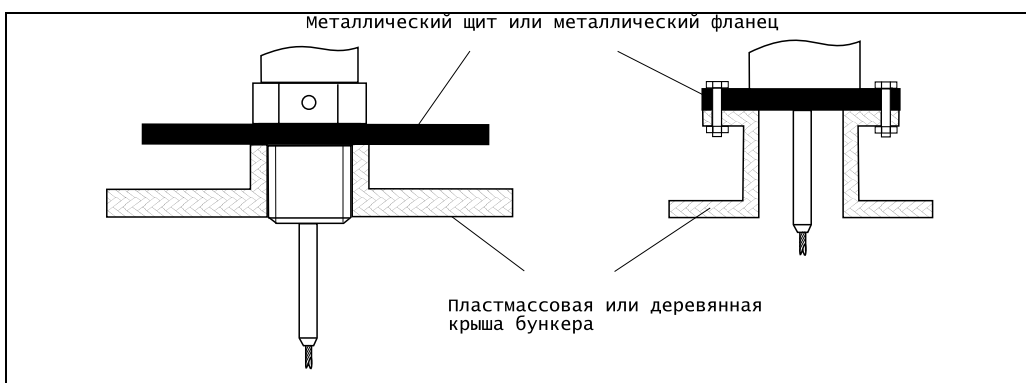 Металлический щит или металлический фланец
Пластмассовая или деревянная
крыша бункера